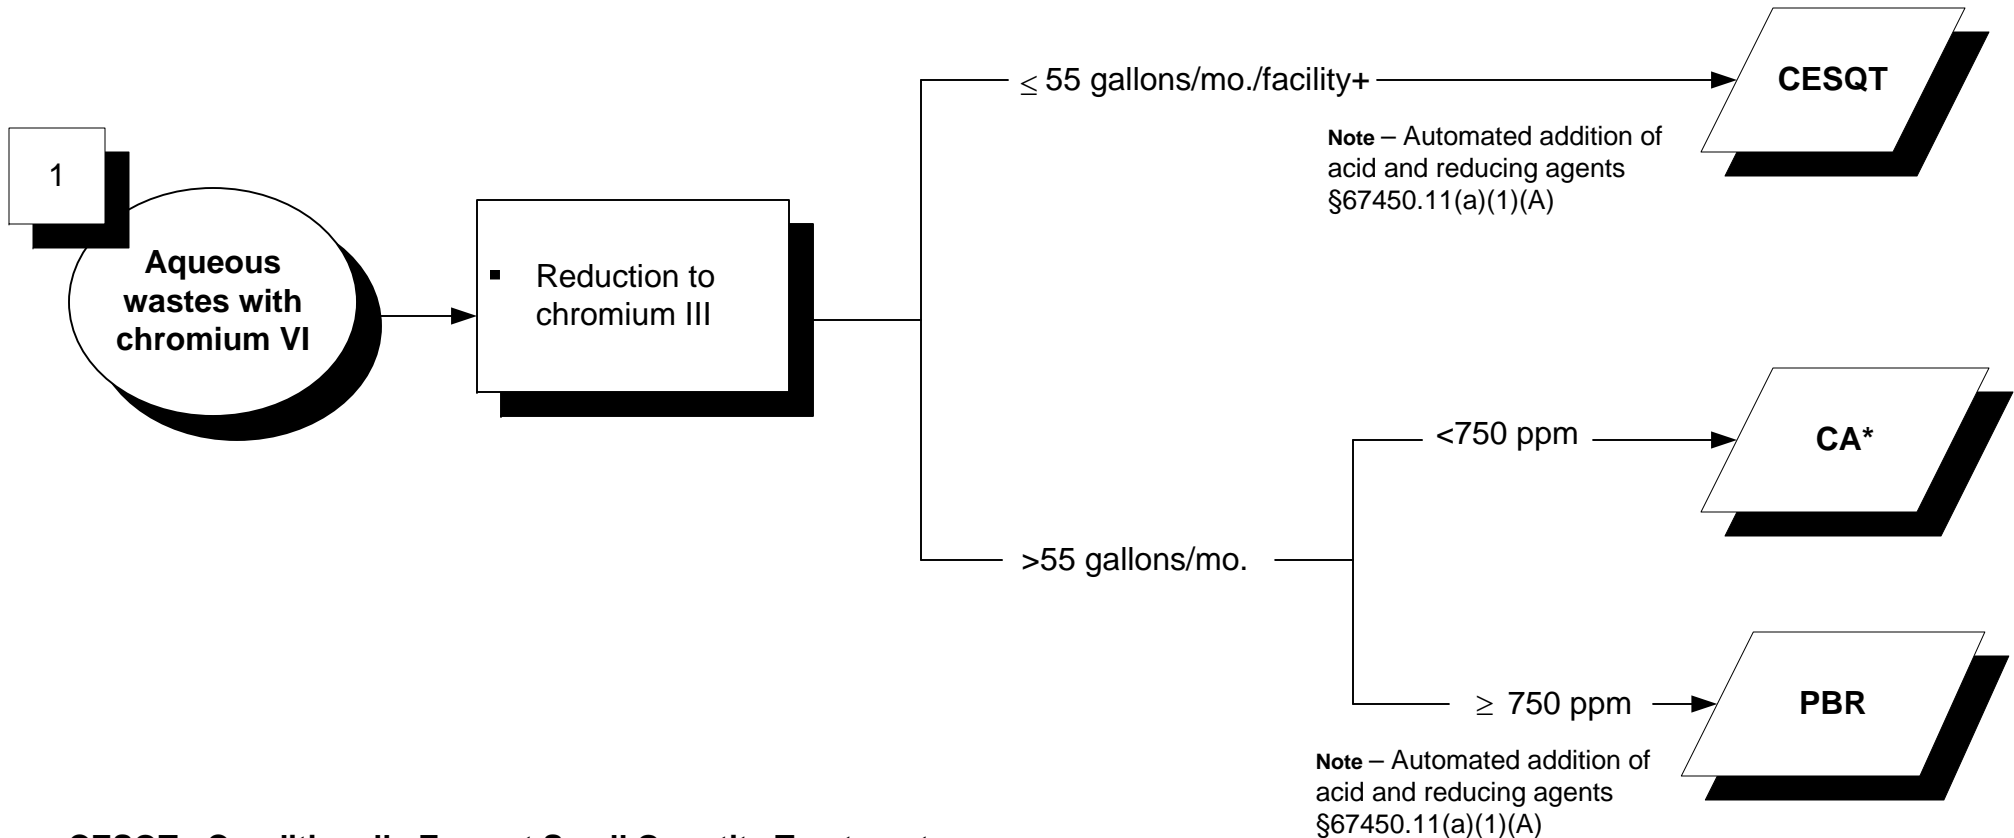 1
Aqueous
wastes with
chromium VI
▪ Reduction to
chromium III
≤ 55 gallons/mo./facility+
CESQT
Note – Automated addition of
acid and reducing agents
§67450.11(a)(1)(A)
<750 ppm
CA*
>55 gallons/mo.
≥ 750 ppm
PBR
Note – Automated addition of
acid and reducing agents
§67450.11(a)(1)(A)